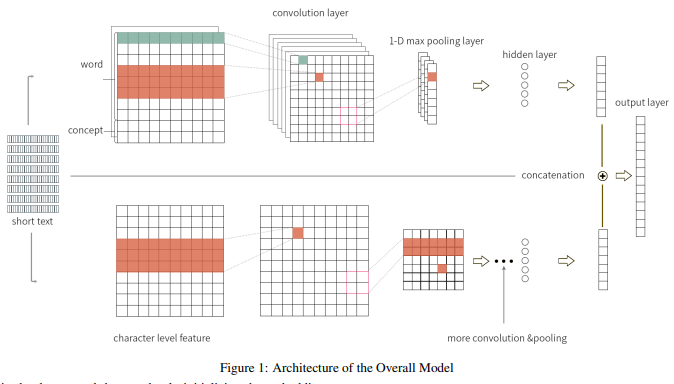 convolution layer
1-D max pooling layer
hidden layer
word
output layer
concept
concatenation
short text
character level feature
more convolution &pooling
Figure 1: Architecture of the Overall Model